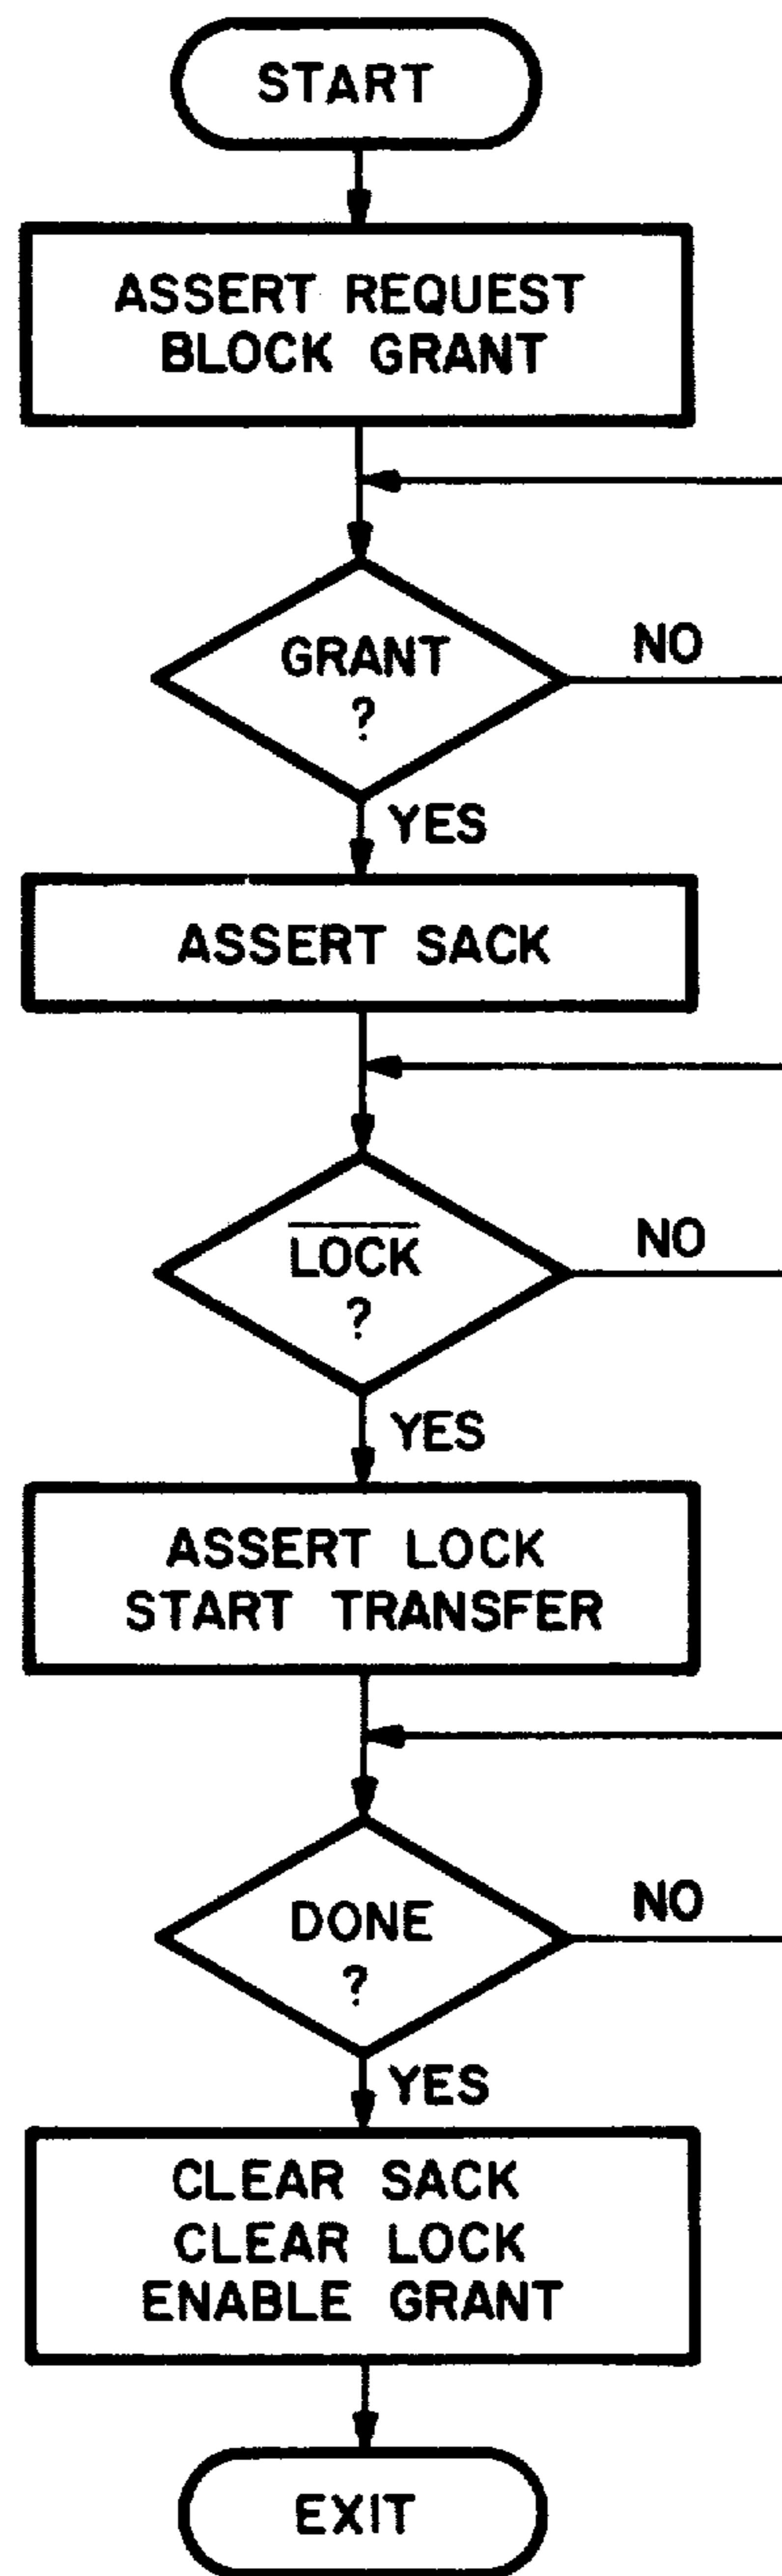 START
ASSERT REQUEST
BLOCK GRANT
GRANT
?
NO
YES
ASSERT SACK
L̅O̅C̅K̅
?
NO
YES
ASSERT LOCK
START TRANSFER
DONE
?
NO
YES
CLEAR SACK
CLEAR LOCK
ENABLE GRANT
EXIT